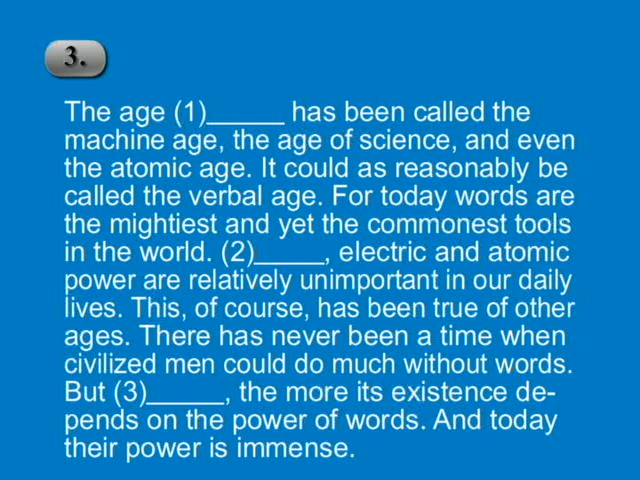 3.
The age (1)_____ has been called the
machine age, the age of science, and even
the atomic age. It could as reasonably be
called the verbal age. For today words are
the mightiest and yet the commonest tools
in the world. (2)_____, electric and atomic
power are relatively unimportant in our daily
lives. This, of course, has been true of other
ages. There has never been a time when
civilized men could do much without words.
But (3)_____, the more its existence de-
pends on the power of words. And today
their power is immense.